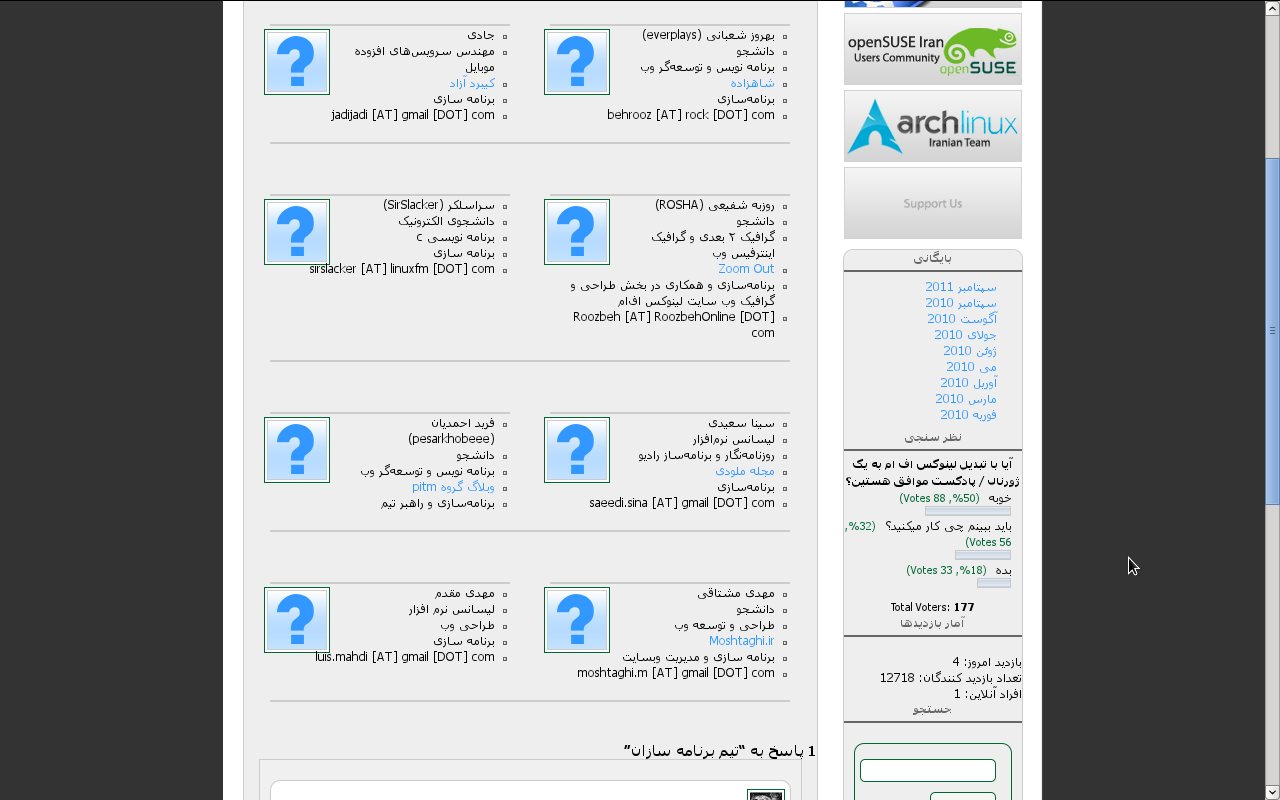 بهروز شعبانی (everplays)
دانشجو
برنامه نویس و توسعه‌گر وب
شاهزاده
برنامه‌سازی
behrooz [AT] rock [DOT] com
جادی
مهندس سرویس‌های افزوده
موبایل
کیبرد آزاد
برنامه سازی
jadijadi [AT] gmail [DOT] com
روزبه شفیعی (ROSHA)
دانشجو
گرافیک ۲ بعدی و گرافیک
اینترفیس وب
Zoom Out
برنامه‌سازی و همکاری در بخش طراحی و
گرافیک وب سایت لینوکس اف‌ام
Roozbeh [AT] RoozbehOnline [DOT]
com
سراسلکر (SirSlacker)
دانشجوی الکترونیک
برنامه نویسی c
برنامه سازی
sirslacker [AT] linuxfm [DOT] com
سینا سعیدی
لیسانس نرم‌افزار
روزنامه‌نگار و برنامه‌ساز رادیو
مجله ملودی
برنامه‌سازی
saeedi.sina [AT] gmail [DOT] com
فرید احمدیان
(pesarkhobeee)
دانشجو
برنامه نویس و توسعه‌گر وب
وبلاگ گروه pitm
برنامه‌سازی و راهبر تیم
مهدی مشتاقی
دانشجو
طراحی و توسعه وب
Moshtaghi.ir
برنامه سازی و مدیریت وبسایت
moshtaghi.m [AT] gmail [DOT] com
مهدی مقدم
لیسانس نرم افزار
طراحی وب
برنامه سازی
luis.mahdi [AT] gmail [DOT] com
1 پاسخ به “تیم برنامه سازان”
openSUSE Iran
Users Community
openSUSE
archlinux
Iranian Team
Support Us
بایگانی
سپتامبر 2011
سپتامبر 2010
آگوست 2010
جولای 2010
ژوئن 2010
می 2010
آوریل 2010
مارس 2010
فوریه 2010
نظر سنجی
آیا با تبدیل لینوکس اف ام به یک
ژورنال / پادکست موافق هستین؟
خوبه (50%, 88 Votes)
باید ببینم چی کار میکنید؟ (32%,
56 Votes)
بده (18%, 33 Votes)
Total Voters: 177
آمار بازدیدها
بازدید امروز: 4
تعداد بازدید کنندگان: 12718
افراد آنلاین: 1
جستجو